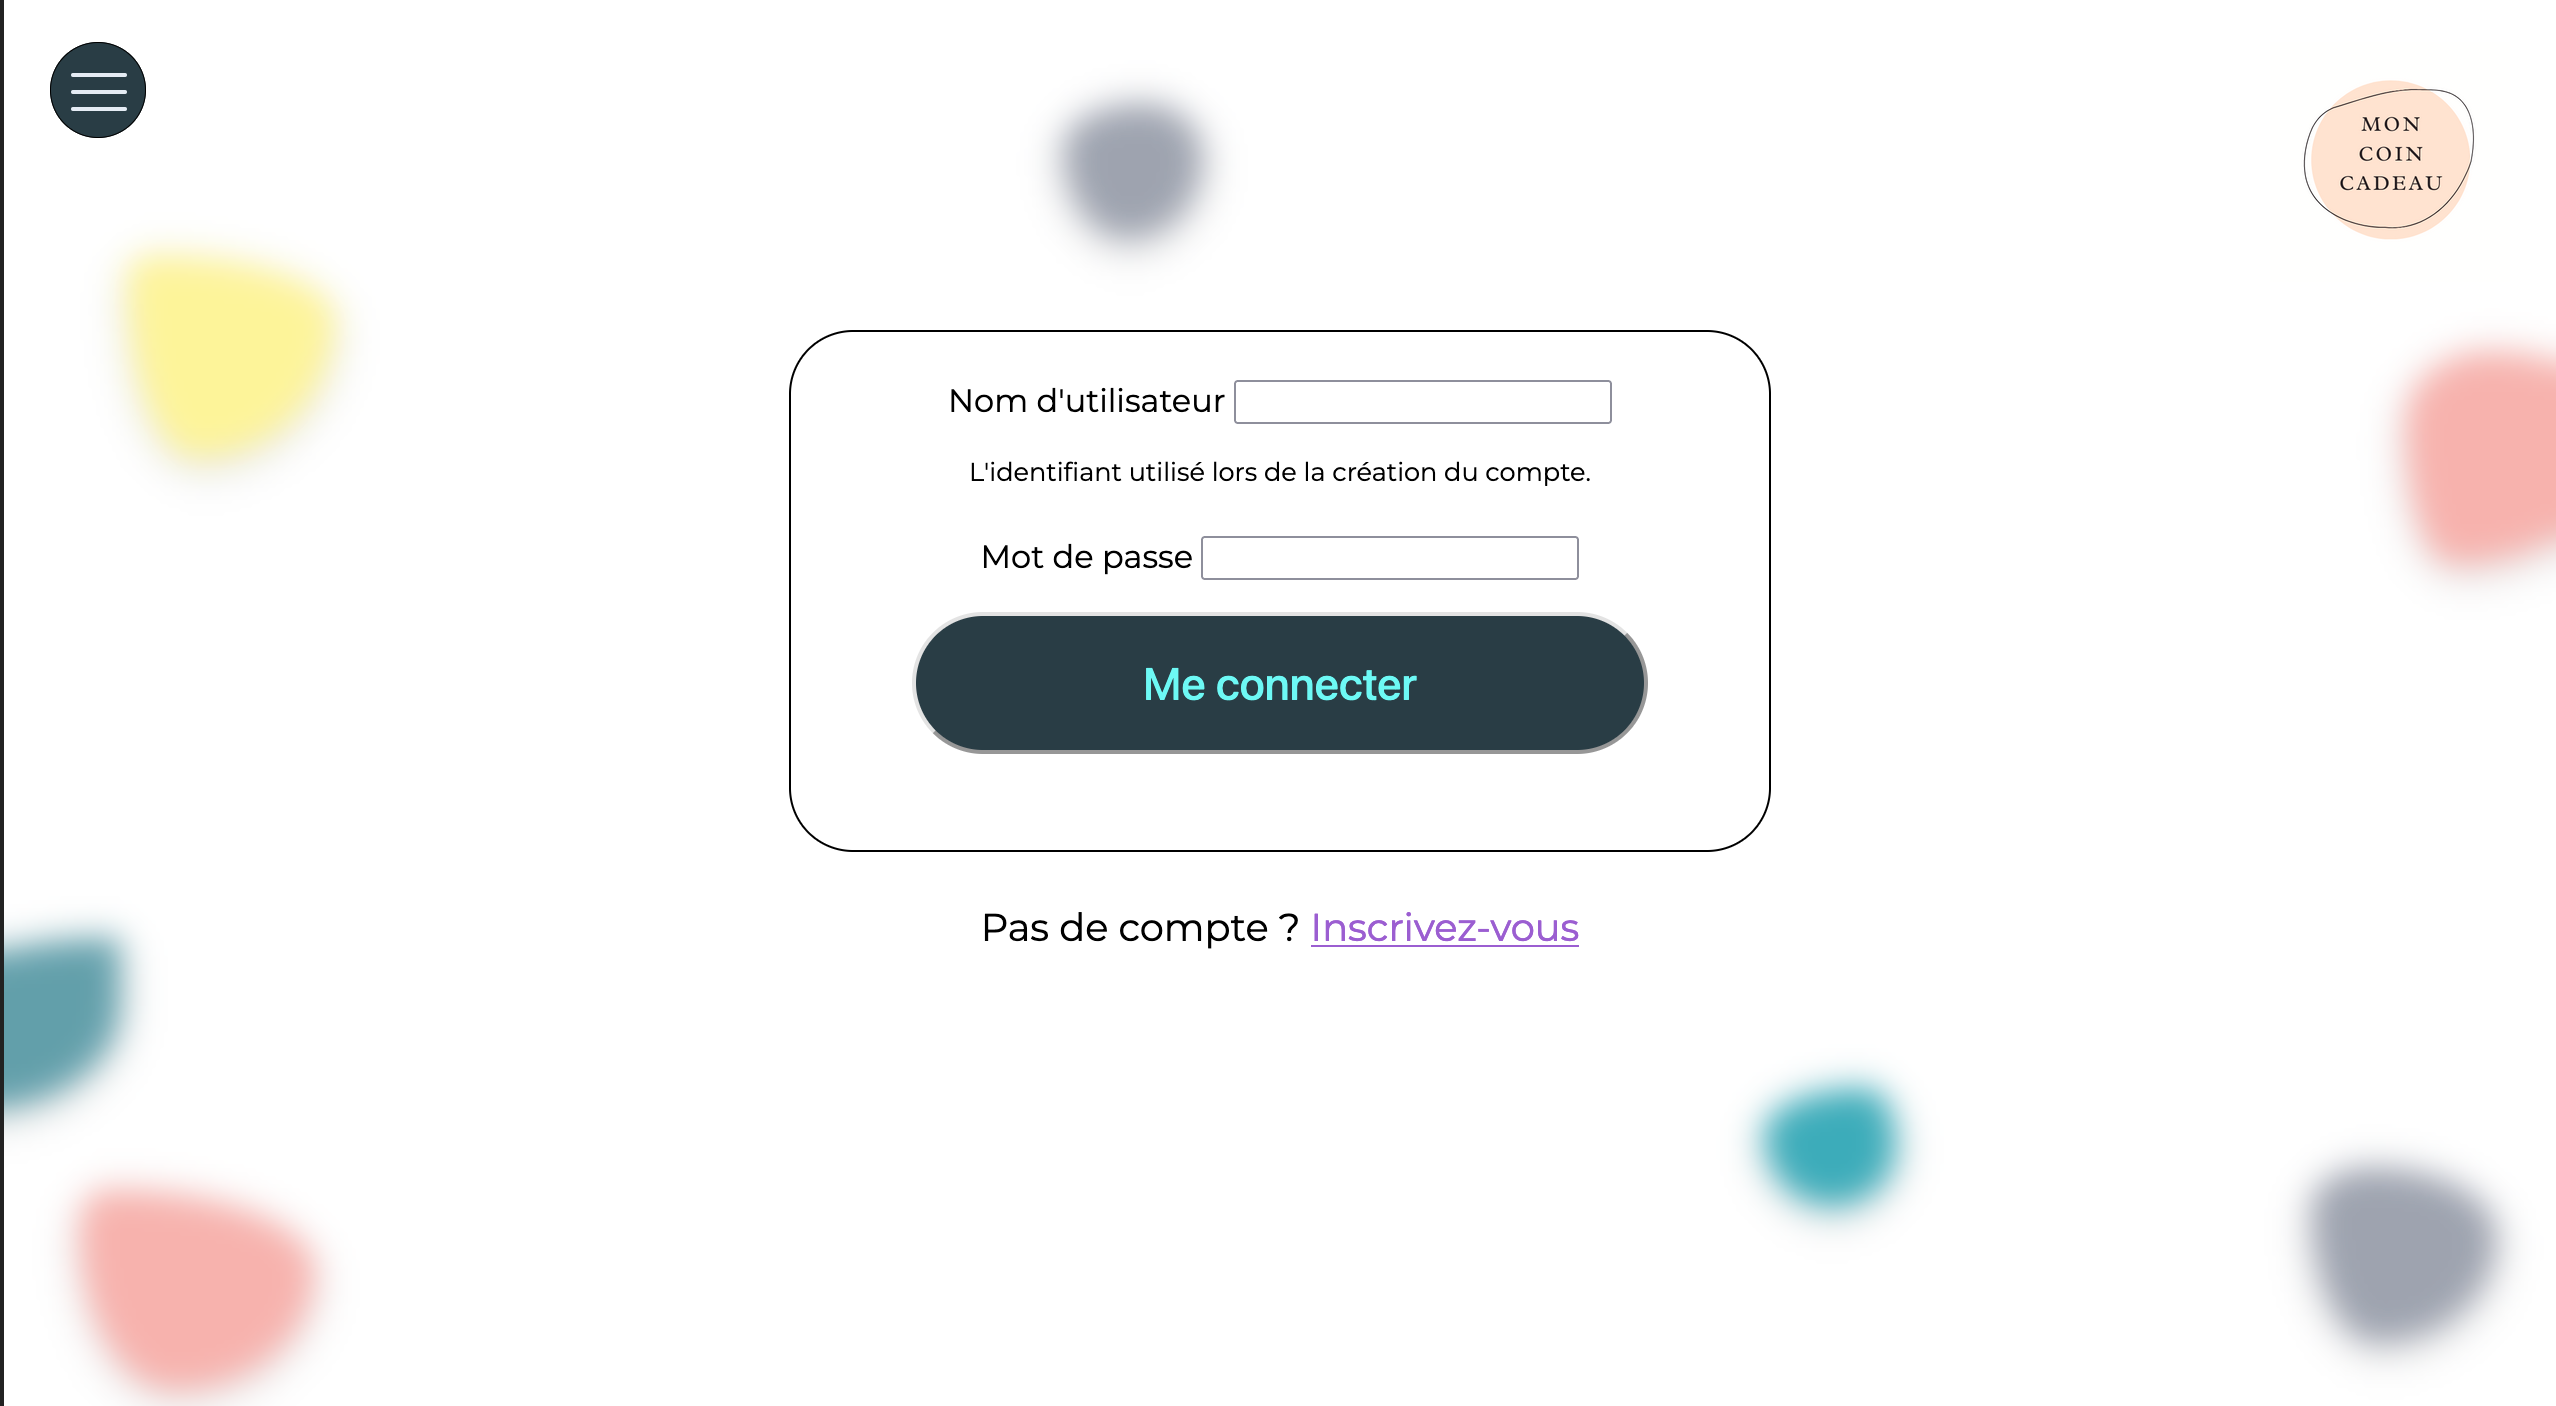 MON
COIN
CADEAU
Nom d'utilisateur
L'identifiant utilisé lors de la création du compte.
Mot de passe
Me connecter
Pas de compte ? Inscrivez-vous